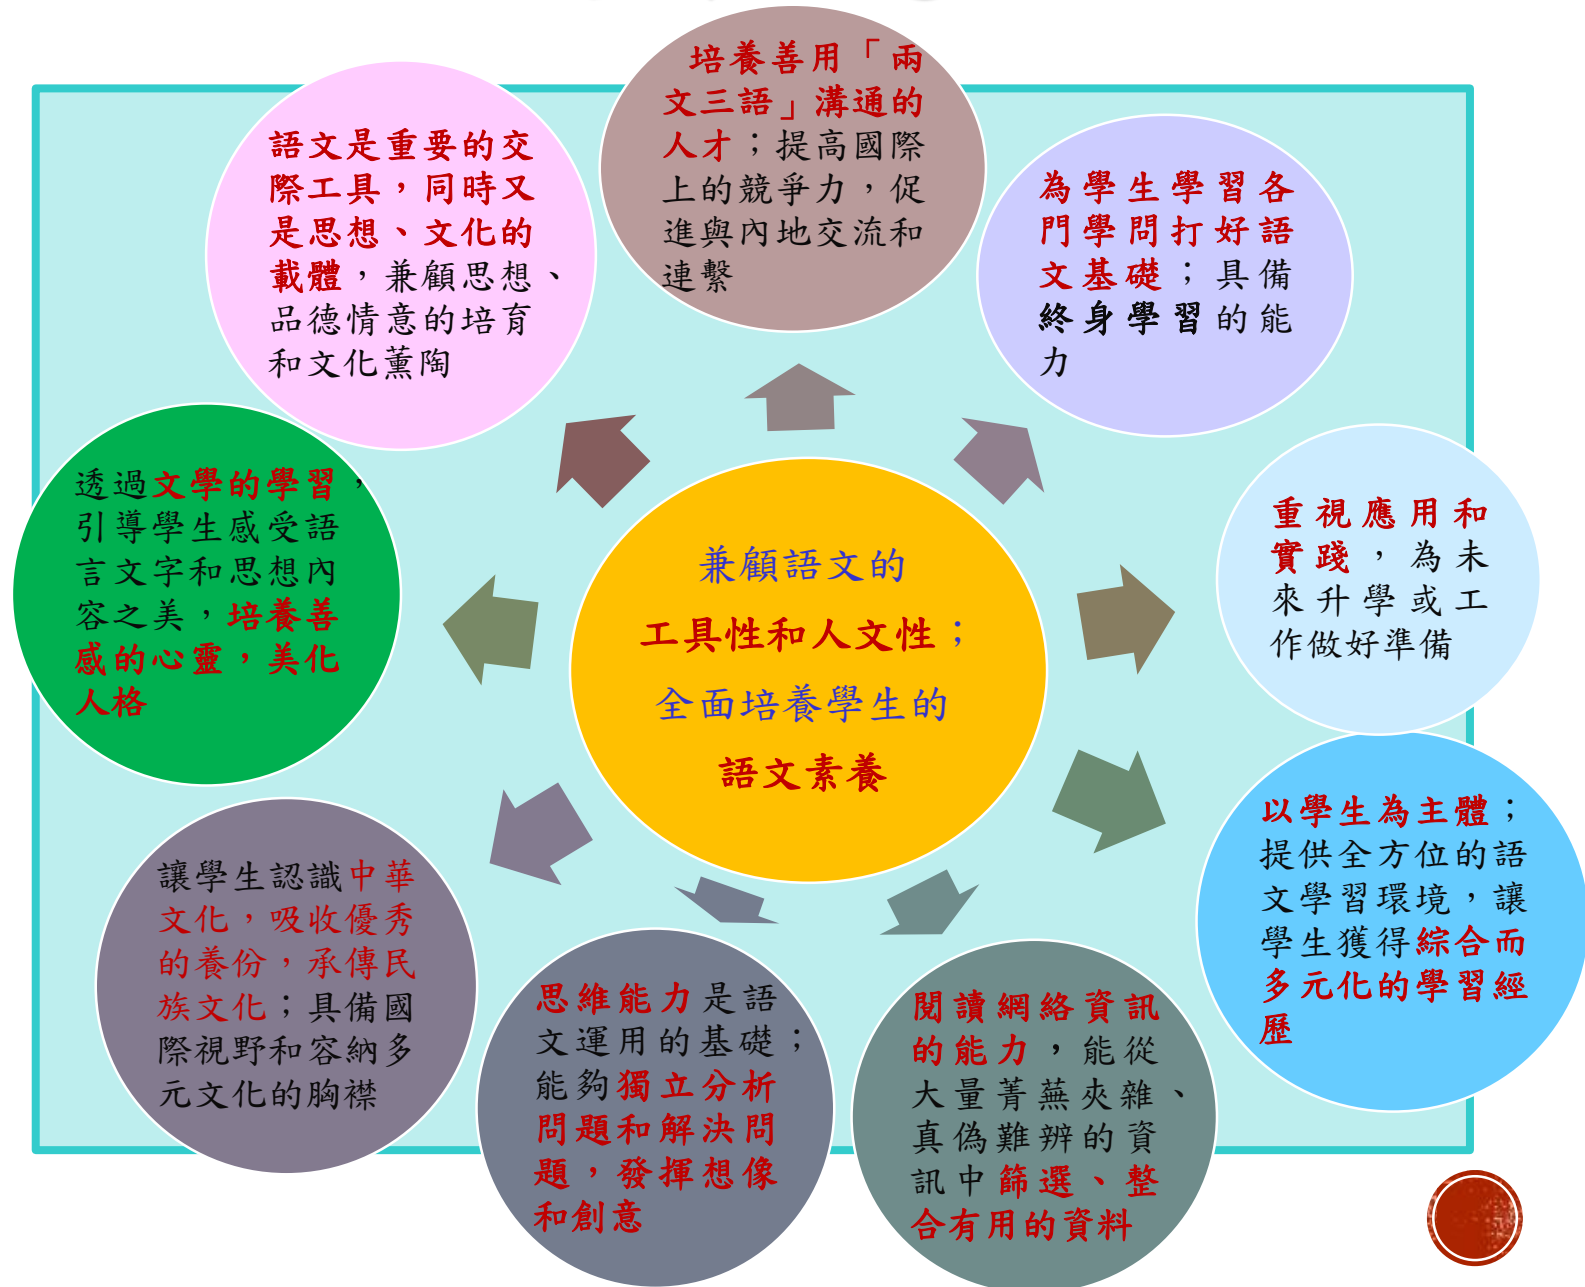 培養善用「兩
文三語」溝通的
人才；提高國際
上的競爭力，促
進與內地交流和
連繫
語文是重要的交
際工具，同時又
是思想、文化的
載體，兼顧思想、
品德情意的培育
和文化薰陶
為學生學習各
門學問打好語
文基礎；具備
終身學習的能
力
透過文學的學習，
引導學生感受語
言文字和思想內
容之美，培養善
感的心靈，美化
人格
兼顧語文的
工具性和人文性；
全面培養學生的
語文素養
重視應用和
實踐，為未
來升學或工
作做好準備
以學生為主體；
提供全方位的語
文學習環境，讓
學生獲得綜合而
多元化的學習經
歷
讓學生認識中華
文化，吸收優秀
的養份，承傳民
族文化；具備國
際視野和容納多
元文化的胸襟
思維能力是語
文運用的基礎；
能夠獨立分析
問題和解決問
題，發揮想像
和創意
閱讀網絡資訊
的能力，能從
大量菁蕪夾雜、
真偽難辨的資
訊中篩選、整
合有用的資料